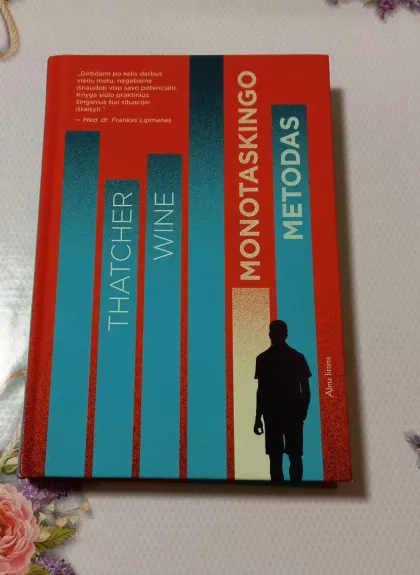 „Dirbdami po kelis darbus
vienu metu, negebame
išnaudoti viso savo potencialo.
Knyga siūlo praktinius
žingsnius šiai situacijai
ištaisyti.“
— Med. dr. Frankas Lipmanas
THATCHER
WINE
MONOTASKINGO
METODAS
Alma littera